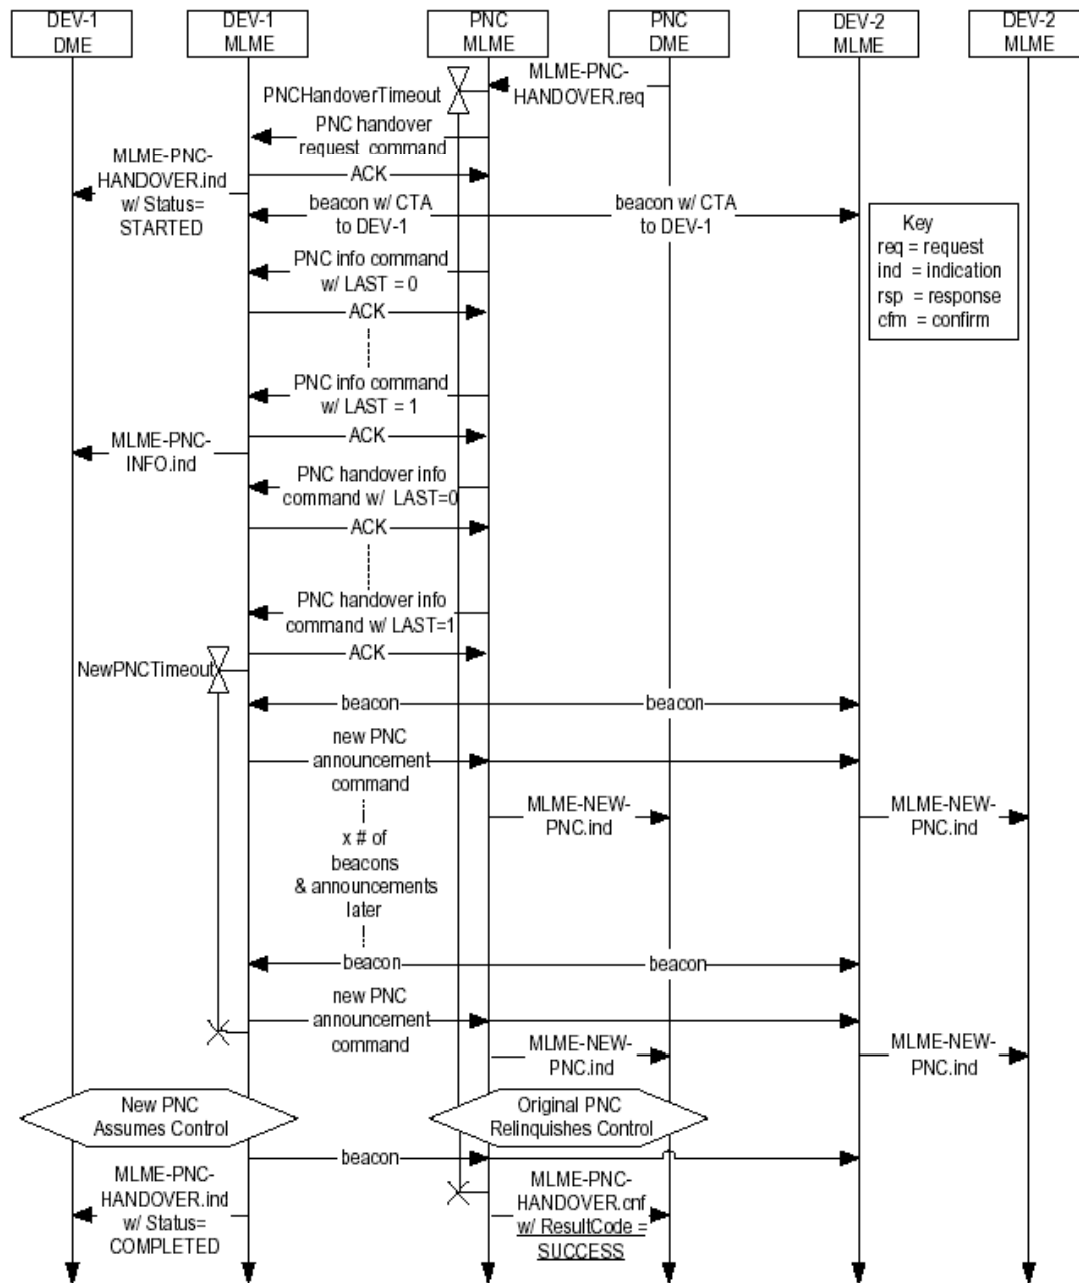 DEV-1
DME
DEV-1
MLME
PNC
MLME
PNC
DME
DEV-2
MLME
DEV-2
MLME
MLME-PNC-
HANDOVER.req
PNCHandoverTimeout
PNC handover
request command
MLME-PNC-
HANDOVER.ind
w/ Status=
STARTED
ACK
beacon w/ CTA
to DEV-1
beacon w/ CTA
to DEV-1
Key
req = request
ind = indication
rsp = response
cfm = confirm
PNC info command
w/ LAST = 0
ACK
PNC info command
w/ LAST = 1
ACK
MLME-PNC-
INFO.ind
PNC handover info
command w/ LAST=0
ACK
PNC handover info
command w/ LAST=1
ACK
NewPNCTimeout
beacon
beacon
new PNC
announcement
command
MLME-NEW-
PNC.ind
MLME-NEW-
PNC.ind
x # of
beacons
& announcements
later
beacon
beacon
new PNC
announcement
command
MLME-NEW-
PNC.ind
MLME-NEW-
PNC.ind
New PNC
Assumes Control
Original PNC
Relinquishes Control
beacon
MLME-PNC-
HANDOVER.ind
w/ Status=
COMPLETED
MLME-PNC-
HANDOVER.cnf
w/ ResultCode =
SUCCESS